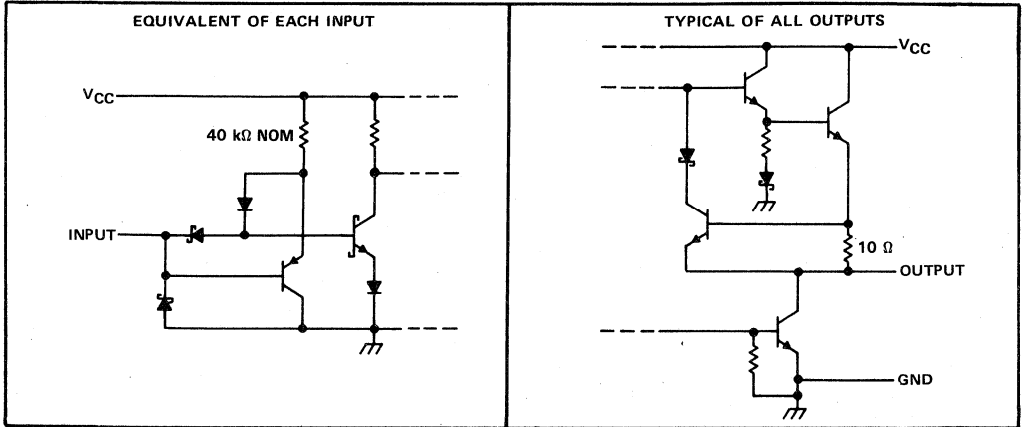 EQUIVALENT OF EACH INPUT
VCC
40 kΩ NOM
INPUT
TYPICAL OF ALL OUTPUTS
VCC
10 Ω
OUTPUT
GND